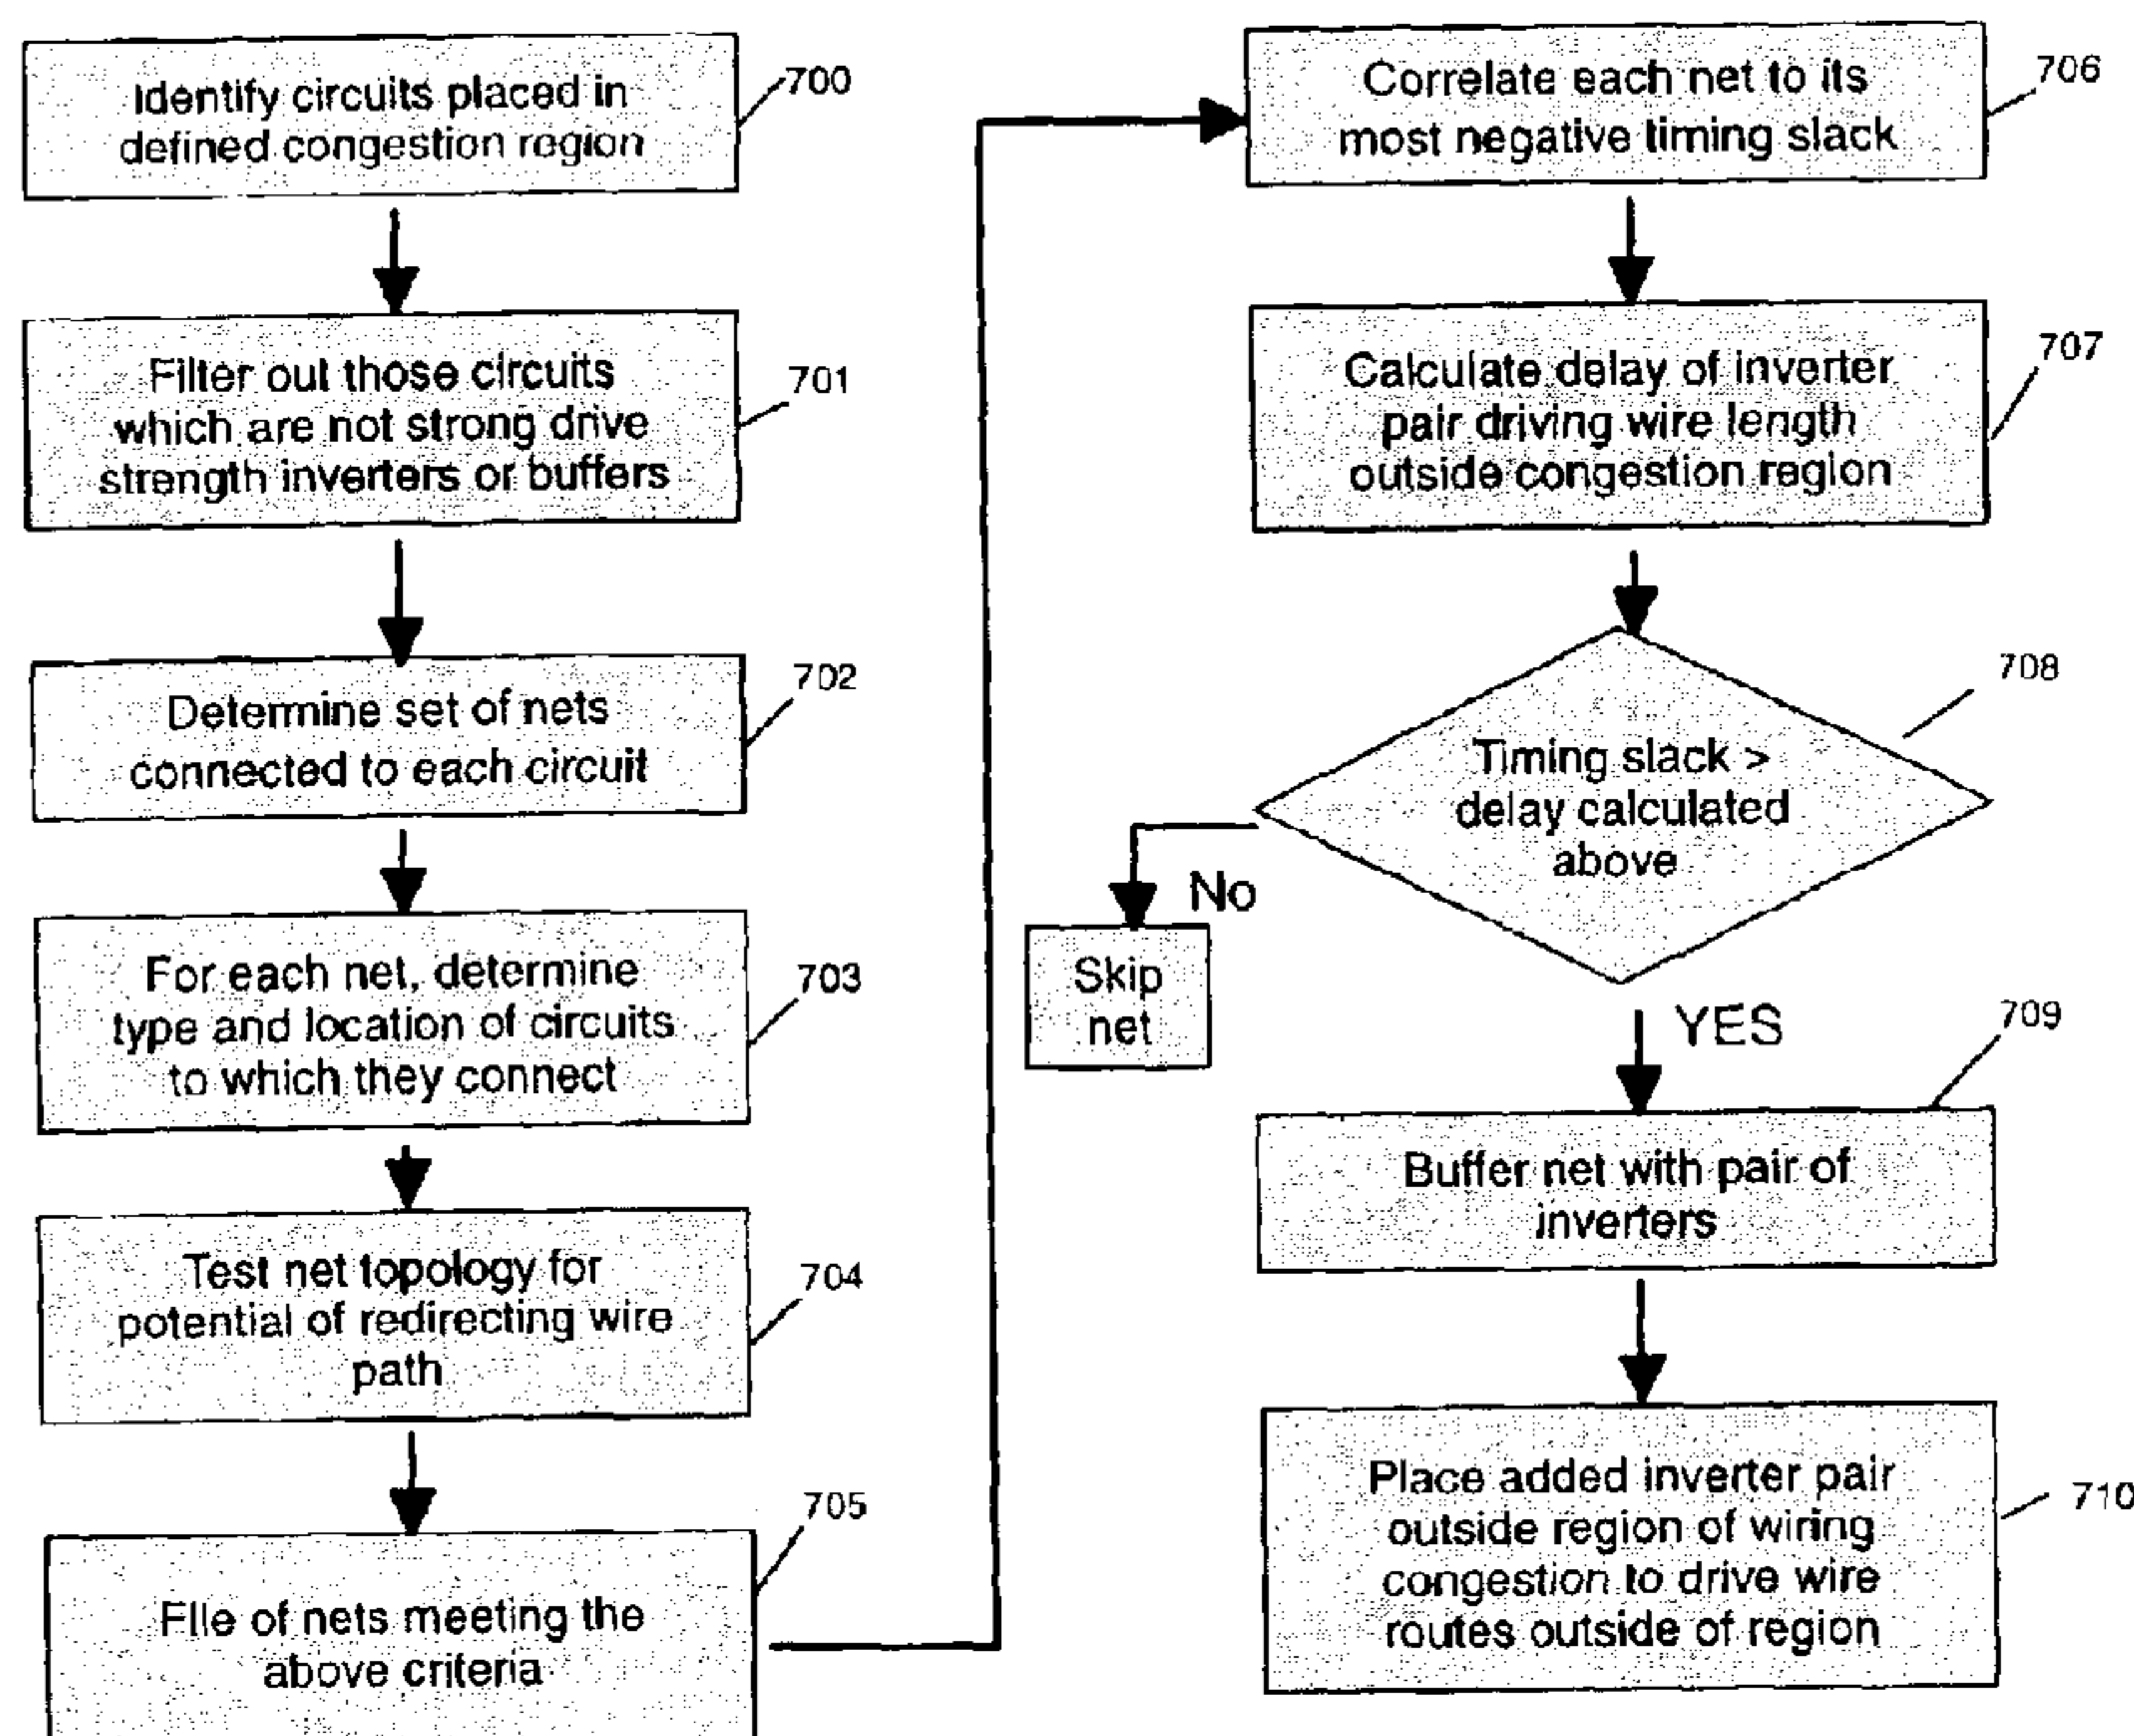 Identify circuits placed in
defined congestion region
700
Filter out those circuits
which are not strong drive
strength inverters or buffers
701
Determine set of nets
connected to each circuit
702
For each net, determine
type and location of circuits
to which they connect
703
Test net topology for
potential of redirecting wire
path
704
File of nets meeting the
above criteria
705
Correlate each net to its
most negative timing slack
706
Calculate delay of inverter
pair driving wire length
outside congestion region
707
Timing slack >
delay calculated
above
708
No
Skip
net
YES
Buffer net with pair of
inverters
709
Place added inverter pair
outside region of wiring
congestion to drive wire
routes outside of region
710